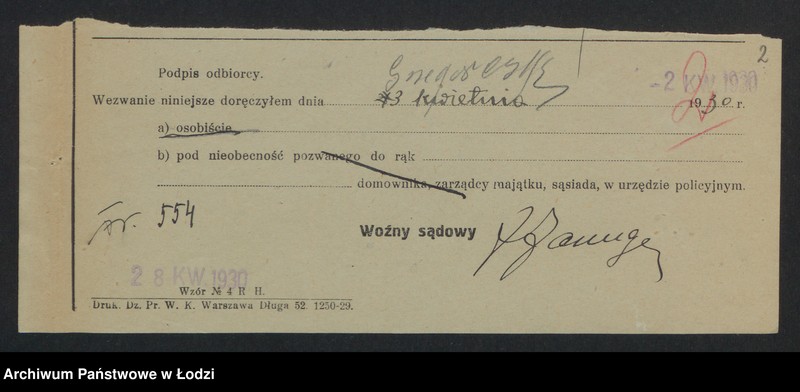 2
Podpis odbiorcy.
-2 KW. 1930
Wezwanie niniejsze doręczyłem dnia 3 kwietnia 1930 r.
a) osobiście
b) pod nieobecność pozwanego do rąk
domownika, zarządcy majątku, sąsiada, w urzędzie policyjnym.
Nr. 554
Woźny sądowy
28 KW. 1930
Wzór № 4 E H.
Druk. Dz. Pr. W. K. Warszawa Długa 52. 1250-29.
Archiwum Państwowe w Łodzi